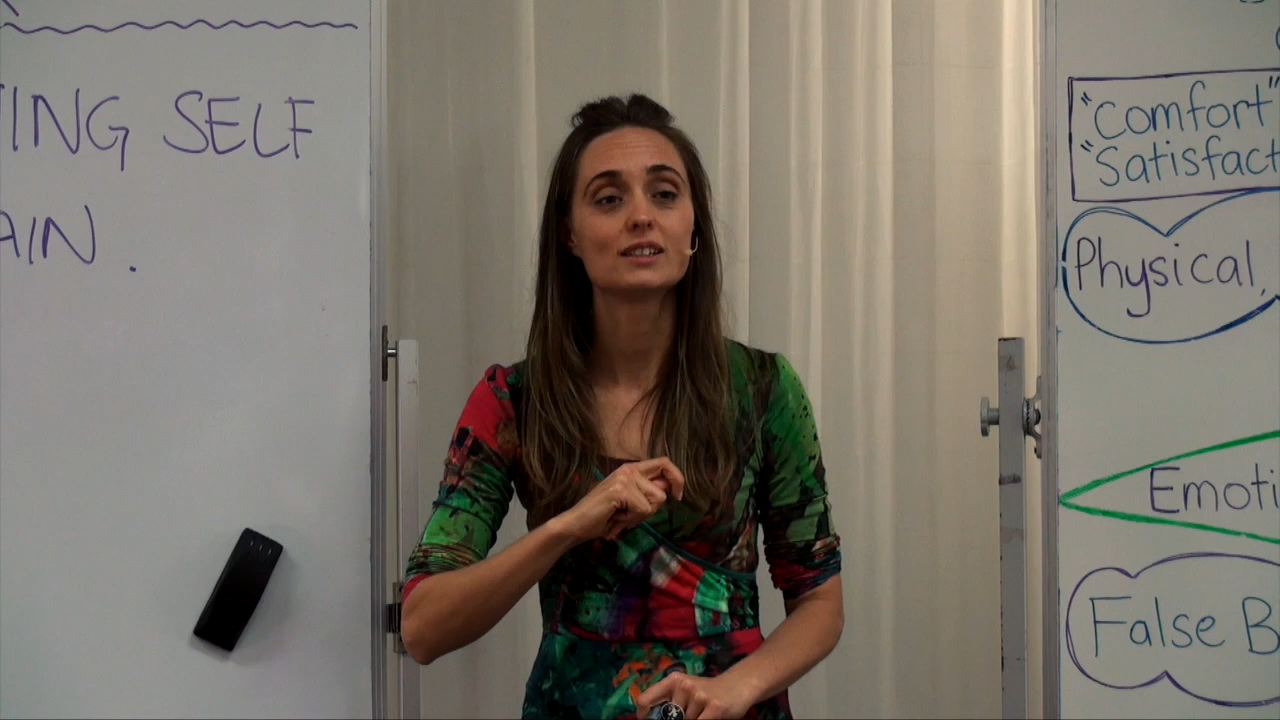 ING SELF
AIN.
"Comfort"
"Satisfact
Physical,
Emoti
False B